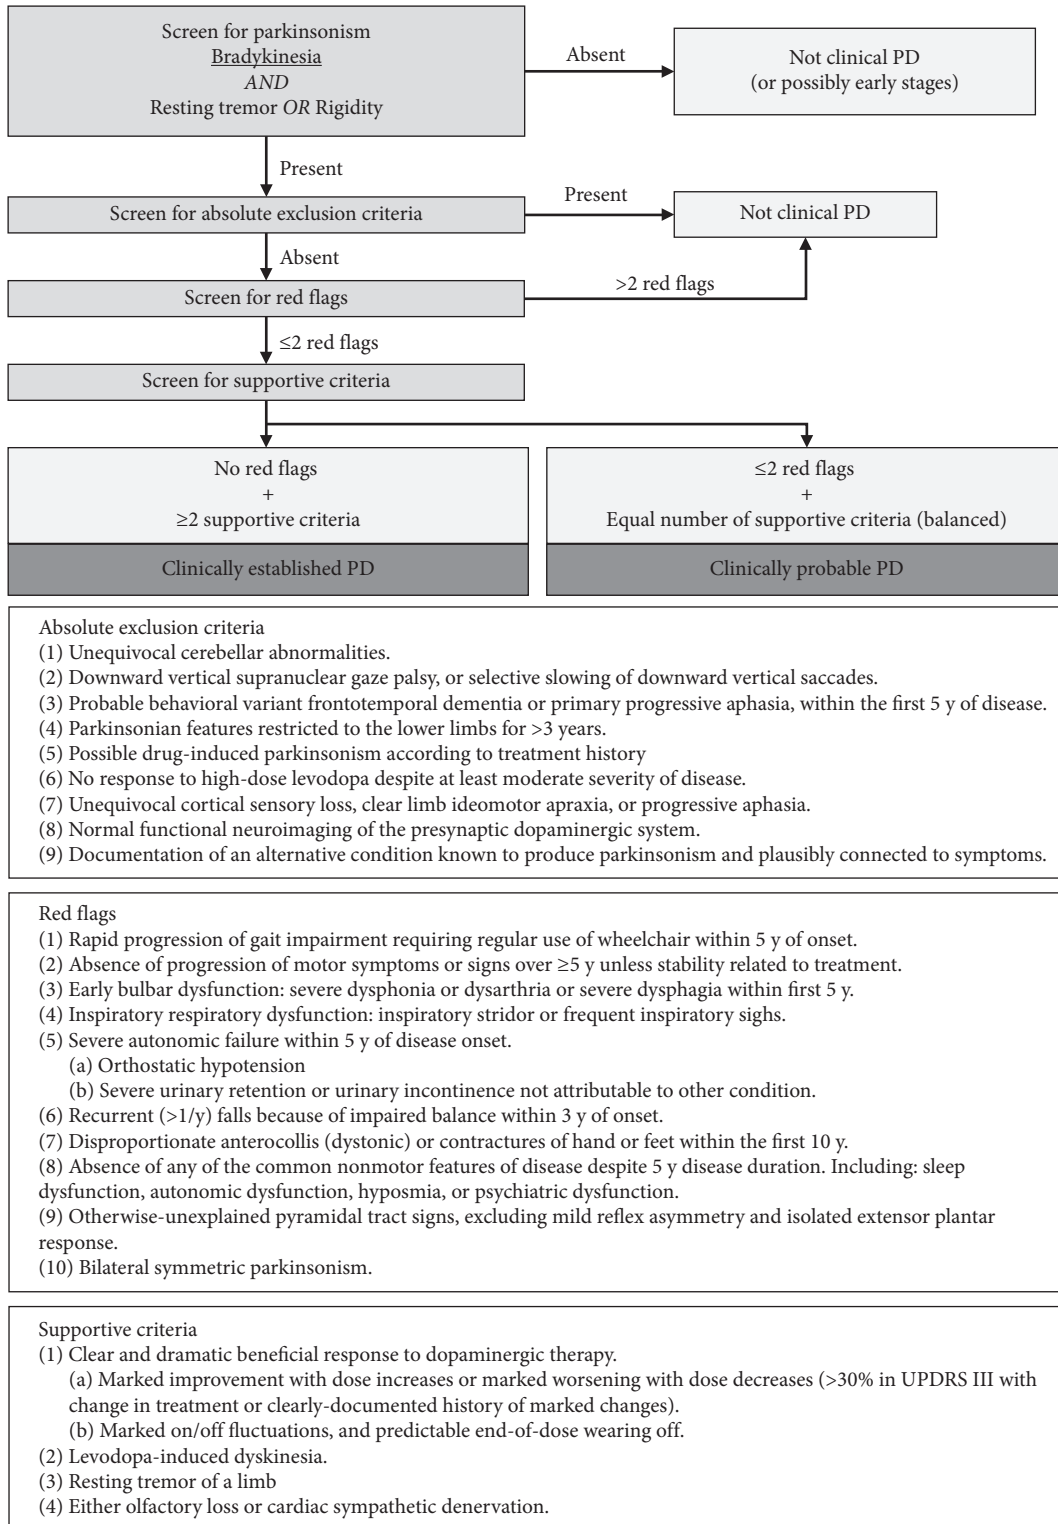 Screen for parkinsonism
Bradykinesia
AND
Resting tremor OR Rigidity
Absent
Not clinical PD
(or possibly early stages)
Present
Screen for absolute exclusion criteria
Present
Not clinical PD
Absent
Screen for red flags
>2 red flags
≤2 red flags
Screen for supportive criteria
No red flags
+
≥2 supportive criteria
Clinically established PD
≤2 red flags
+
Equal number of supportive criteria (balanced)
Clinically probable PD
Absolute exclusion criteria
(1) Unequivocal cerebellar abnormalities.
(2) Downward vertical supranuclear gaze palsy, or selective slowing of downward vertical saccades.
(3) Probable behavioral variant frontotemporal dementia or primary progressive aphasia, within the first 5 y of disease.
(4) Parkinsonian features restricted to the lower limbs for >3 years.
(5) Possible drug-induced parkinsonism according to treatment history
(6) No response to high-dose levodopa despite at least moderate severity of disease.
(7) Unequivocal cortical sensory loss, clear limb ideomotor apraxia, or progressive aphasia.
(8) Normal functional neuroimaging of the presynaptic dopaminergic system.
(9) Documentation of an alternative condition known to produce parkinsonism and plausibly connected to symptoms.
Red flags
(1) Rapid progression of gait impairment requiring regular use of wheelchair within 5 y of onset.
(2) Absence of progression of motor symptoms or signs over ≥5 y unless stability related to treatment.
(3) Early bulbar dysfunction: severe dysphonia or dysarthria or severe dysphagia within first 5 y.
(4) Inspiratory respiratory dysfunction: inspiratory stridor or frequent inspiratory sighs.
(5) Severe autonomic failure within 5 y of disease onset.
(a) Orthostatic hypotension
(b) Severe urinary retention or urinary incontinence not attributable to other condition.
(6) Recurrent (>1/y) falls because of impaired balance within 3 y of onset.
(7) Disproportionate anterocollis (dystonic) or contractures of hand or feet within the first 10 y.
(8) Absence of any of the common nonmotor features of disease despite 5 y disease duration. Including: sleep
dysfunction, autonomic dysfunction, hyposmia, or psychiatric dysfunction.
(9) Otherwise-unexplained pyramidal tract signs, excluding mild reflex asymmetry and isolated extensor plantar
response.
(10) Bilateral symmetric parkinsonism.
Supportive criteria
(1) Clear and dramatic beneficial response to dopaminergic therapy.
(a) Marked improvement with dose increases or marked worsening with dose decreases (>30% in UPDRS III with
change in treatment or clearly-documented history of marked changes).
(b) Marked on/off fluctuations, and predictable end-of-dose wearing off.
(2) Levodopa-induced dyskinesia.
(3) Resting tremor of a limb
(4) Either olfactory loss or cardiac sympathetic denervation.